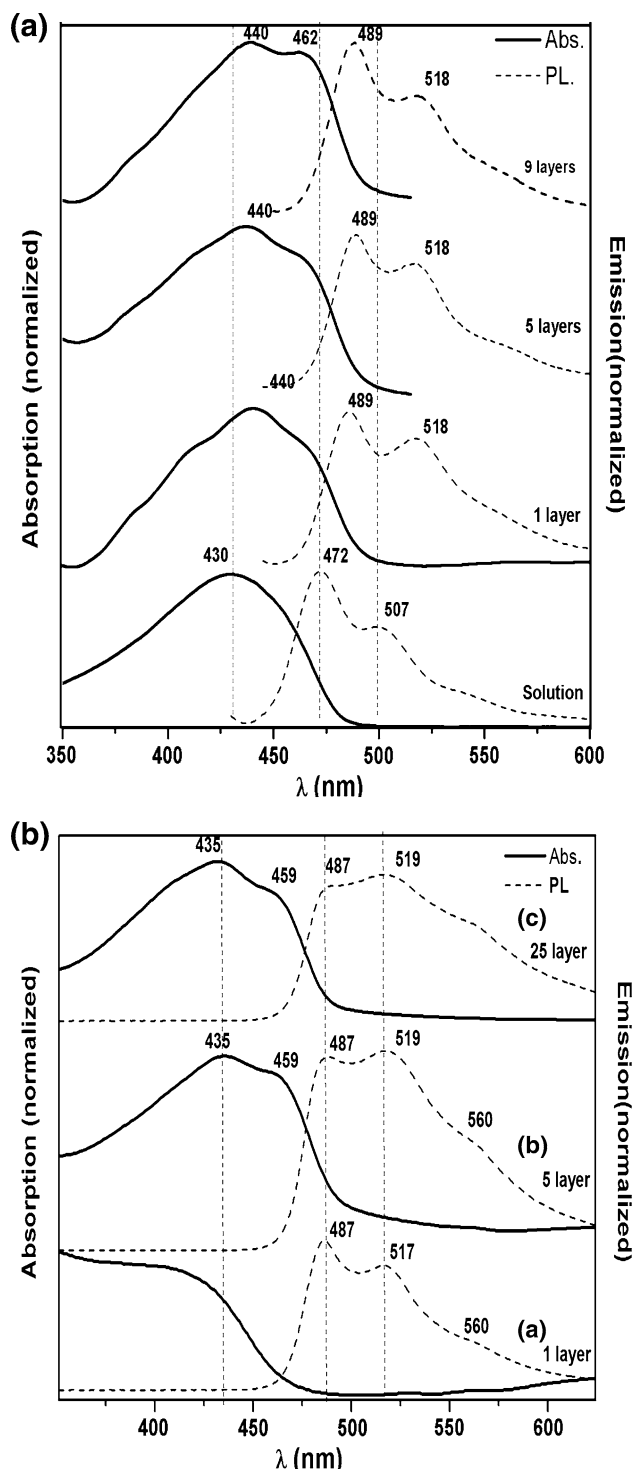 (a)
440
462
489
Abs.
PL.
518
9 layers
440
489
518
5 layers
440
489
518
1 layer
430
472
507
Solution
350
400
450
500
550
600
λ (nm)
Absorption (normalized)
Emission(normalized)
(b)
435
459
487
519
Abs.
PL
(c)
25 layer
435
459
487
519
560
(b)
5 layer
487
517
560
(a)
1 layer
400
450
500
550
600
λ (nm)
Absorption (normalized)
Emission(normalized)